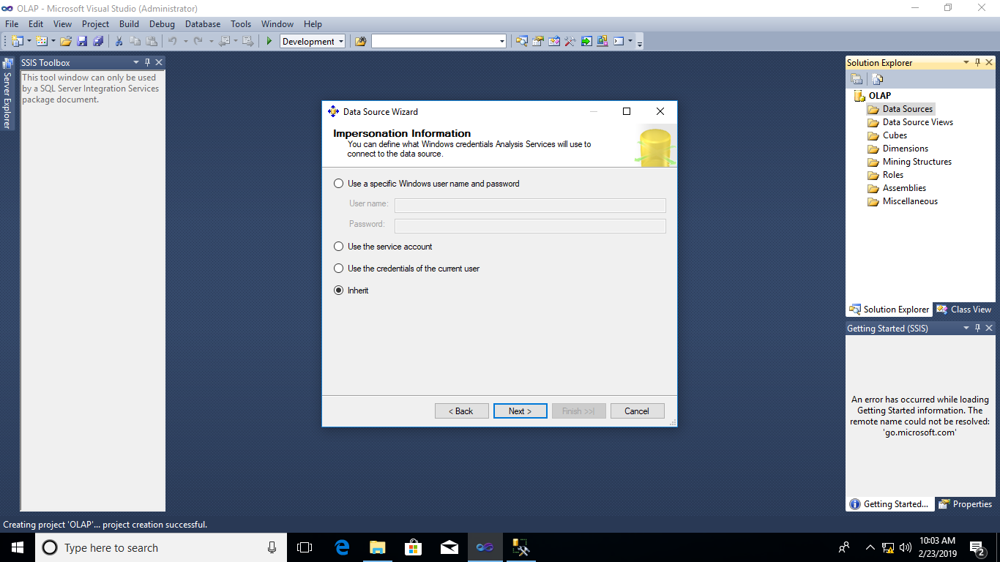 OLAP - Microsoft Visual Studio (Administrator)
File Edit View Project Build Debug Database Tools Window Help
Development
Server Explorer
SSIS Toolbox
This tool window can only be used
by a SQL Server Integration Services
package document.
Data Source Wizard
Impersonation Information
You can define what Windows credentials Analysis Services will use to
connect to the data source.
Use a specific Windows user name and password
User name:
Password:
Use the service account
Use the credentials of the current user
Inherit
< Back
Next >
Finish >>|
Cancel
Solution Explorer
OLAP
Data Sources
Data Source Views
Cubes
Dimensions
Mining Structures
Roles
Assemblies
Miscellaneous
Solution Explorer
Class View
Getting Started (SSIS)
An error has occurred while loading
Getting Started information. The
remote name could not be resolved:
'go.microsoft.com'
Getting Started...
Properties
Creating project 'OLAP'... project creation successful.
Type here to search
10:03 AM
2/23/2019
2